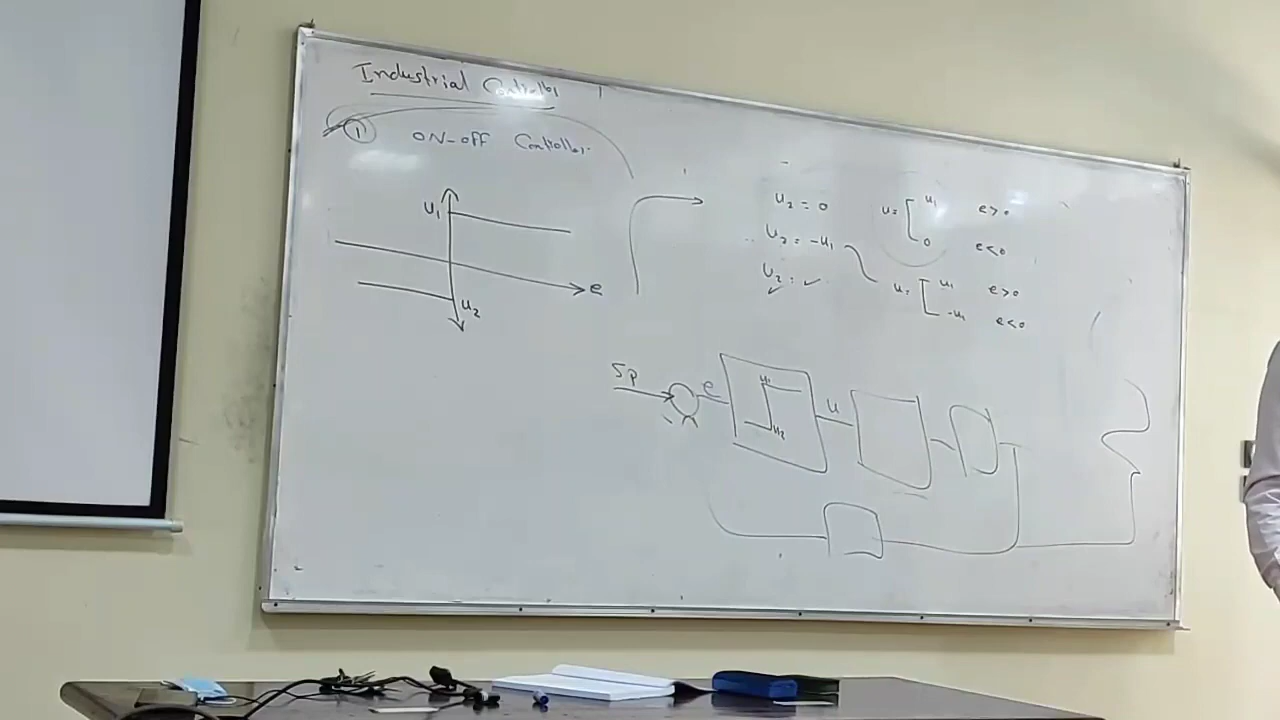 Industrial Controller
① ON-OFF Controller
U₁
e
U₂
U₂ = 0
U₂ = -U₁
U₂ = ✓
u = [ u₁ e>0
0 e<0
u = [ u₁ e>0
-u₁ e<0
SP
e
u₁
u₂
u